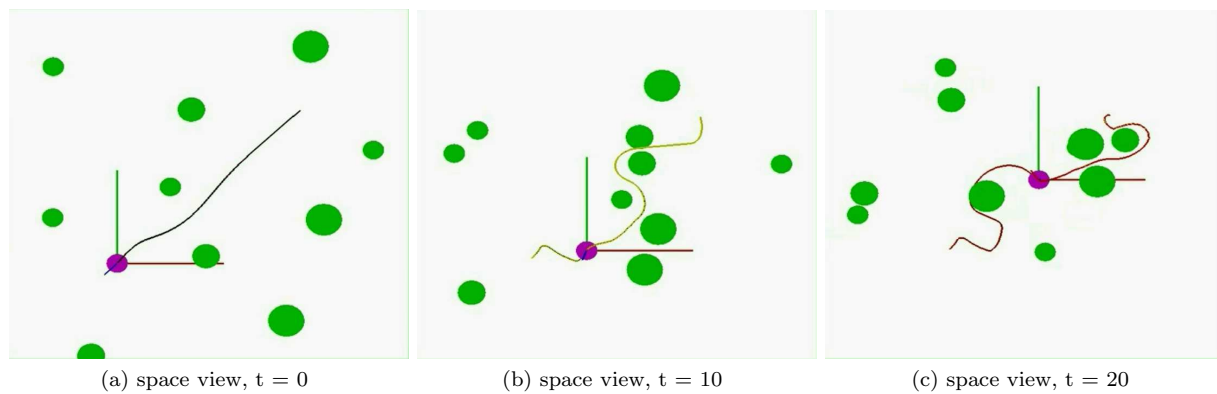 (a) space view, t = 0
(b) space view, t = 10
(c) space view, t = 20